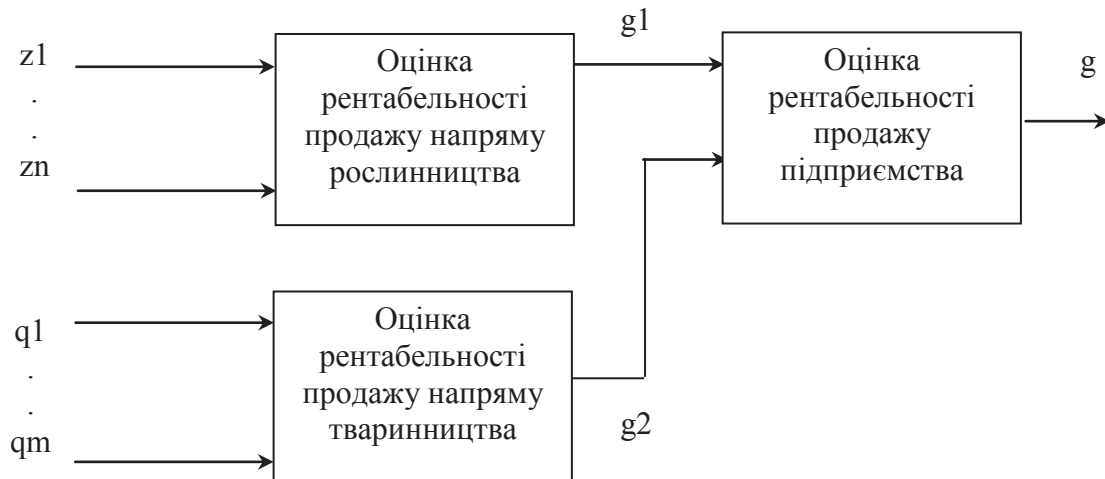 z1
.
.
zn
Оцінка
рентабельності
продажу напряму
рослинництва
g1
Оцінка
рентабельності
продажу
підприємства
g
q1
.
.
qm
Оцінка
рентабельності
продажу напряму
тваринництва
g2